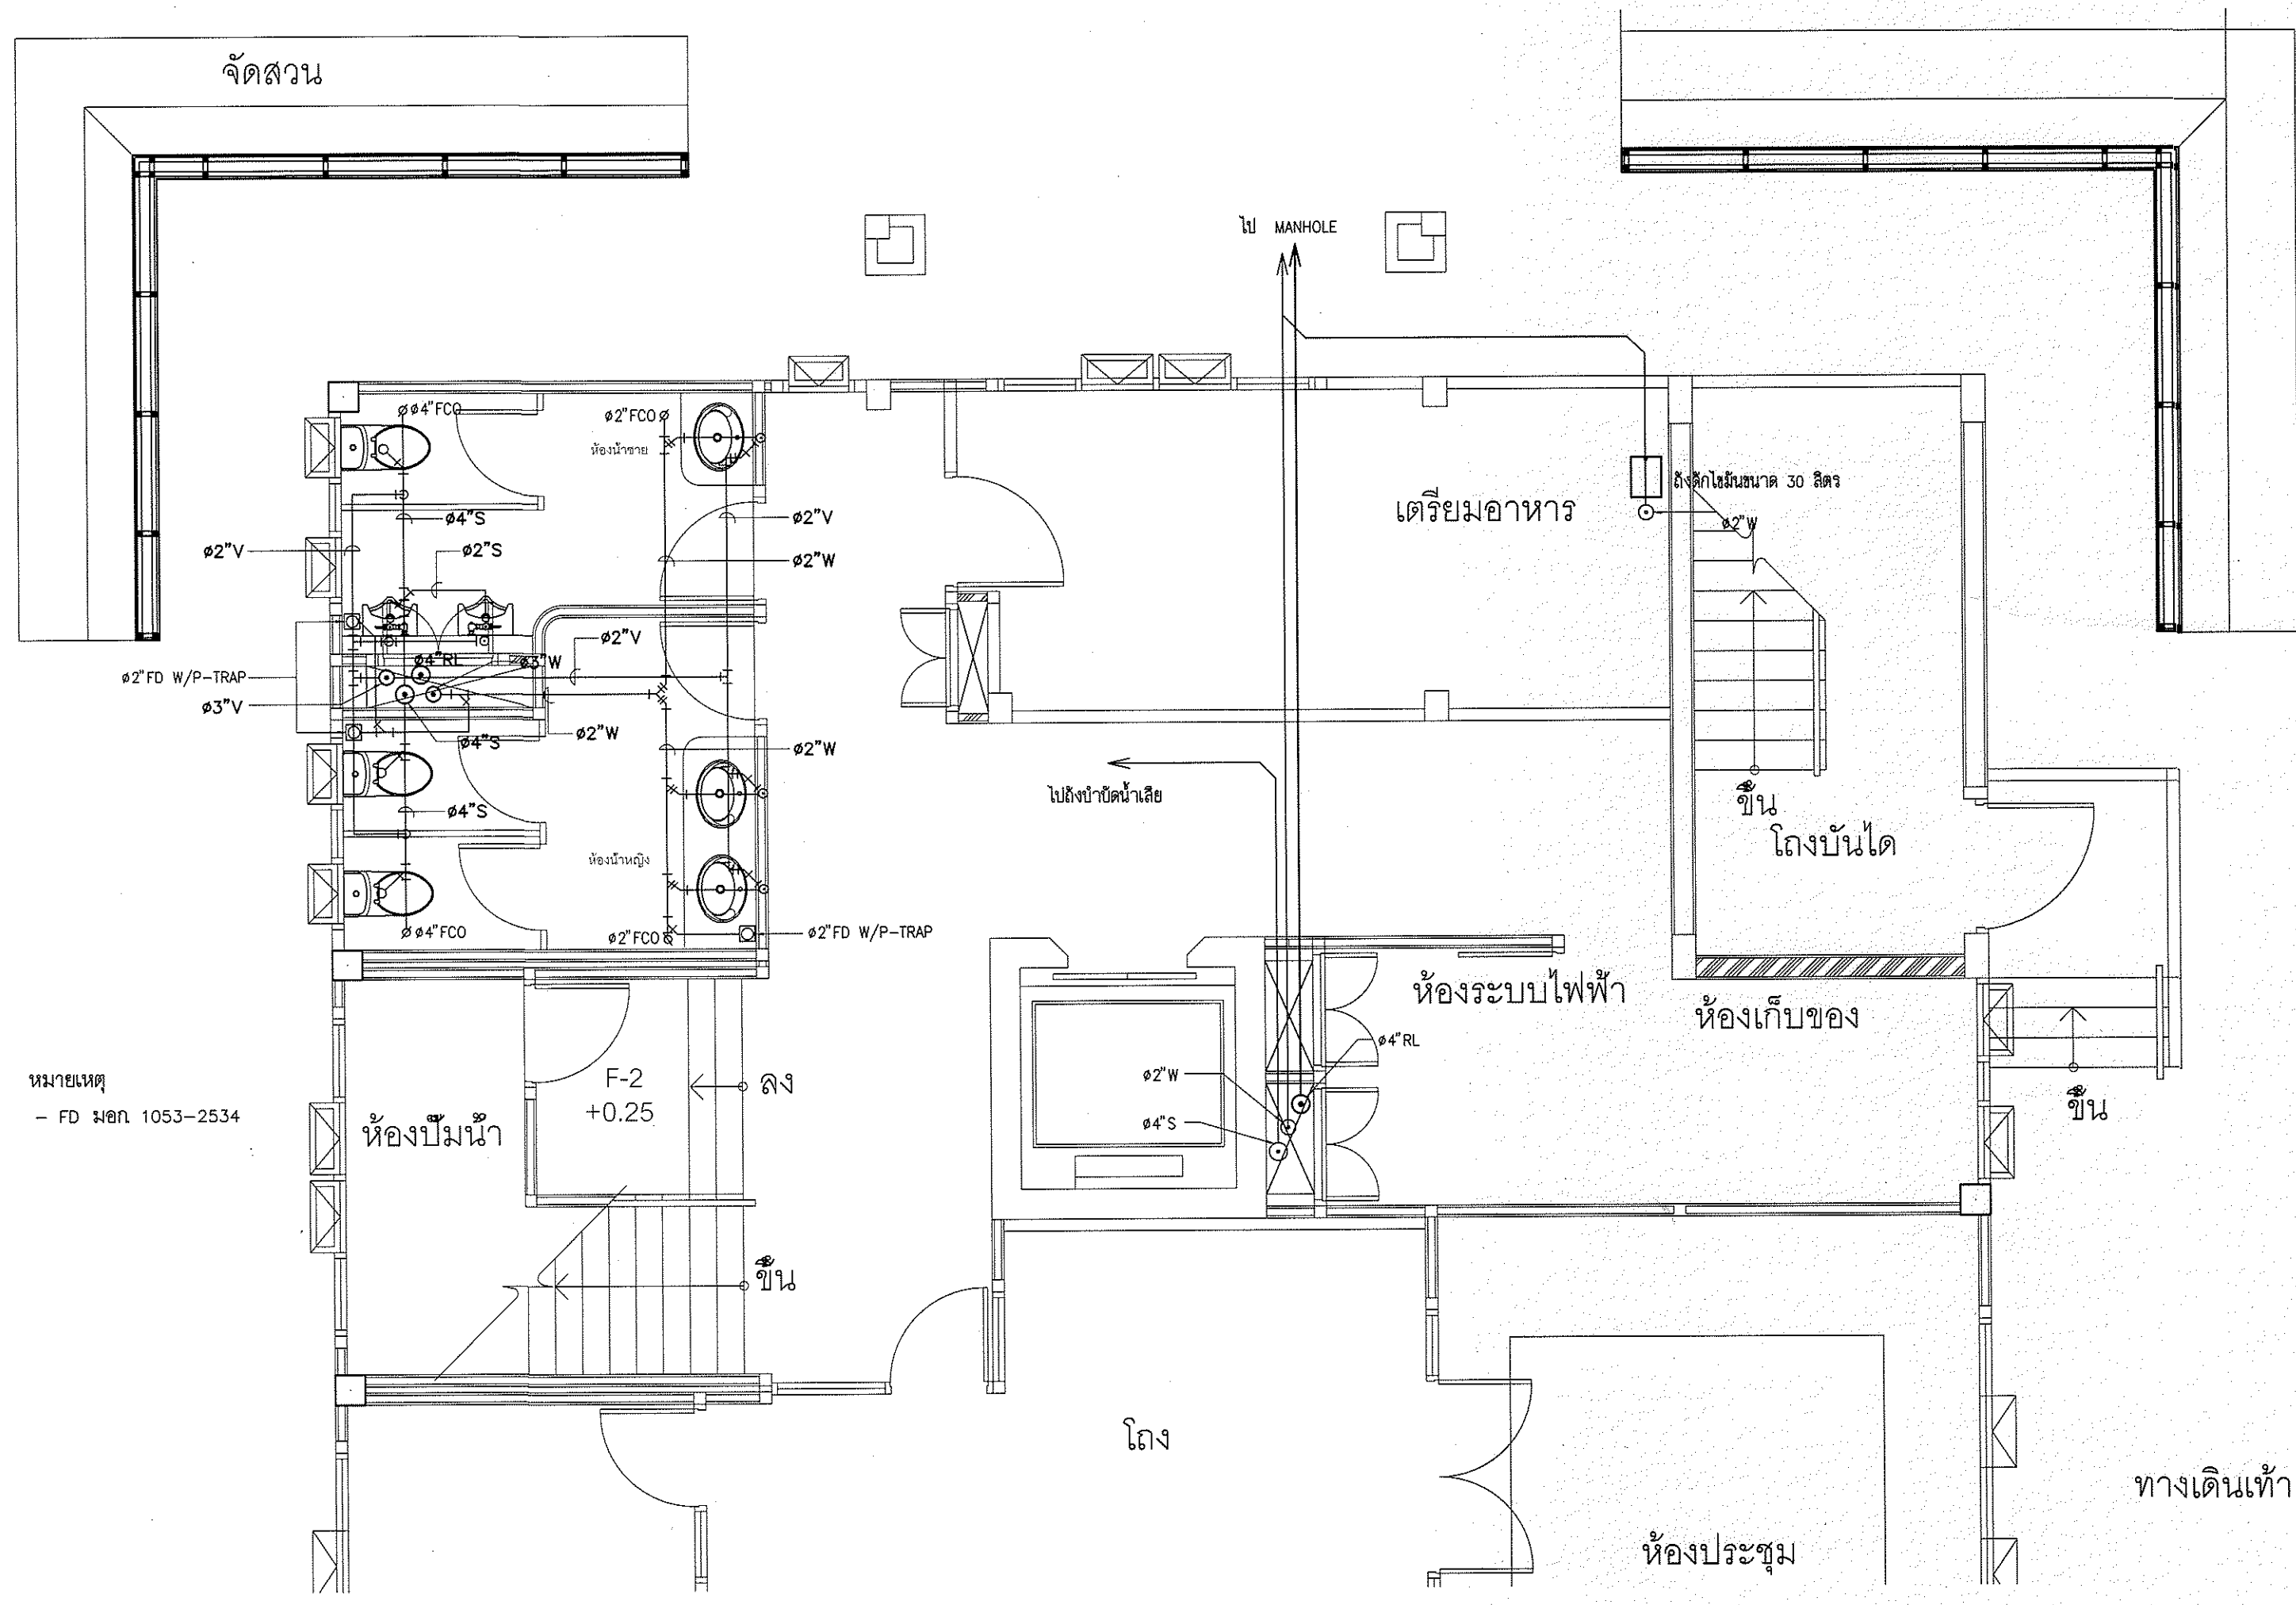 จัดสวน
ไป MANHOLE
ø4"FCO
ø2"FCO
ห้องน้ำชาย
ถังดักไขมันขนาด 30 ลิตร
เตรียมอาหาร
ø2"W
ø4"S
ø2"V
ø2"V
ø2"S
ø2"W
ø2"V
ø4"RL
ø3"W
ø2"FD W/P-TRAP
ø3"V
ø2"W
ø4"S
ø2"W
ไปถังบำบัดน้ำเสีย
ขึ้น
ø4"S
โถงบันได
ห้องน้ำหญิง
ø4"FCO
ø2"FCO
ø2"FD W/P-TRAP
ห้องระบบไฟฟ้า
ห้องเก็บของ
ø4"RL
หมายเหตุ
- FD มอก. 1053-2534
F-2
+0.25
ลง
ø2"W
ø4"S
ขึ้น
ห้องปั๊มน้ำ
ขึ้น
โถง
ทางเดินเท้า
ห้องประชุม